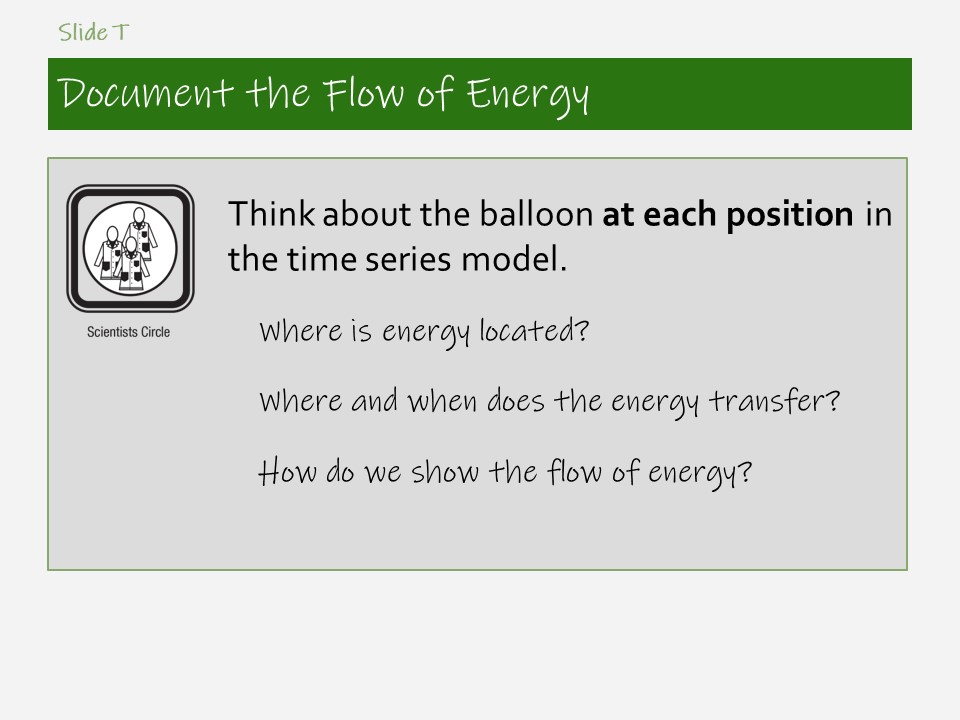 Slide T
Document the Flow of Energy
Think about the balloon at each position in
the time series model.
Scientists Circle
Where is energy located?
Where and when does the energy transfer?
How do we show the flow of energy?